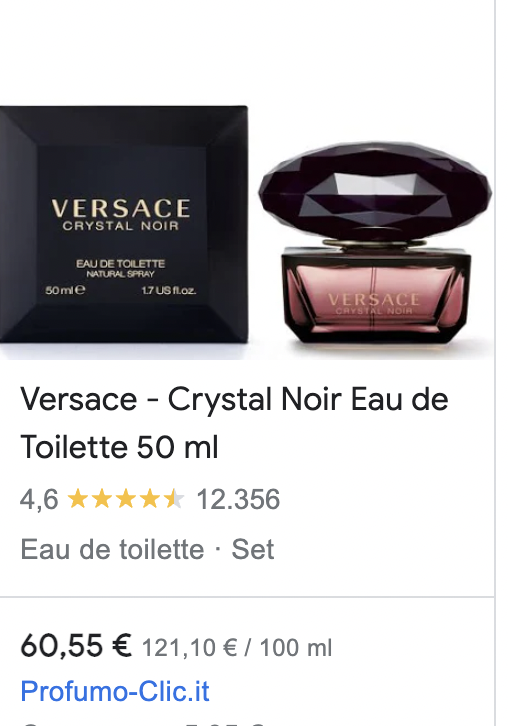 VERSACE
CRYSTAL NOIR
EAU DE TOILETTE
NATURAL SPRAY
50 ml ℮ 1.7 US fl.oz.
VERSACE
CRYSTAL NOIR
Versace - Crystal Noir Eau de
Toilette 50 ml
4,6 12.356
Eau de toilette · Set
60,55 € 121,10 € / 100 ml
Profumo-Clic.it